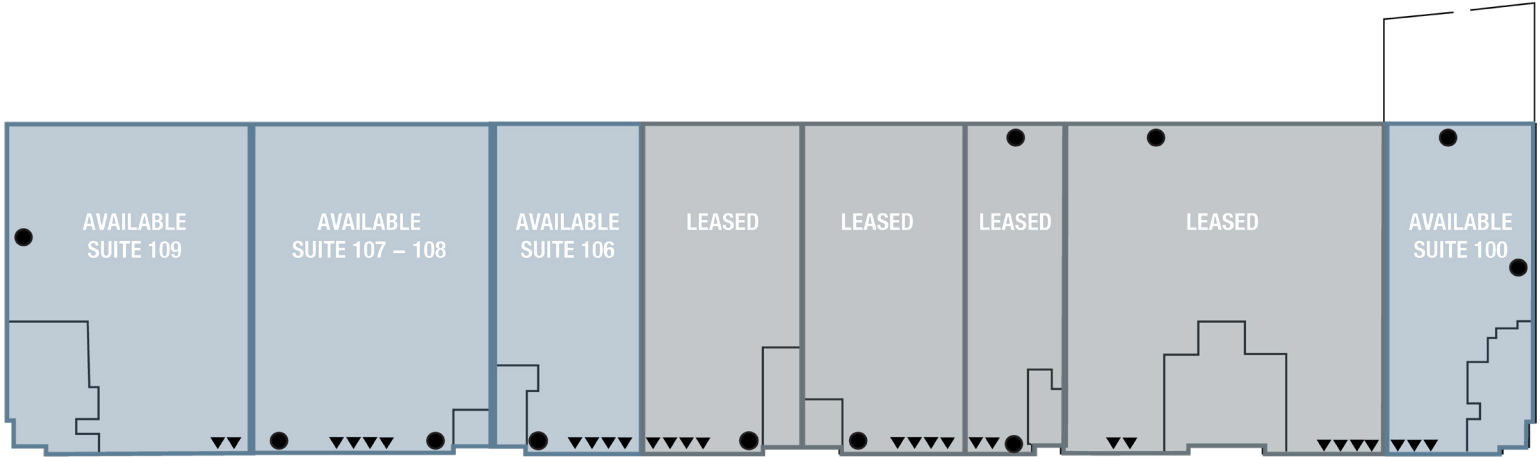 AVAILABLE
SUITE 109
AVAILABLE
SUITE 107 – 108
AVAILABLE
SUITE 106
LEASED
LEASED
LEASED
LEASED
AVAILABLE
SUITE 100